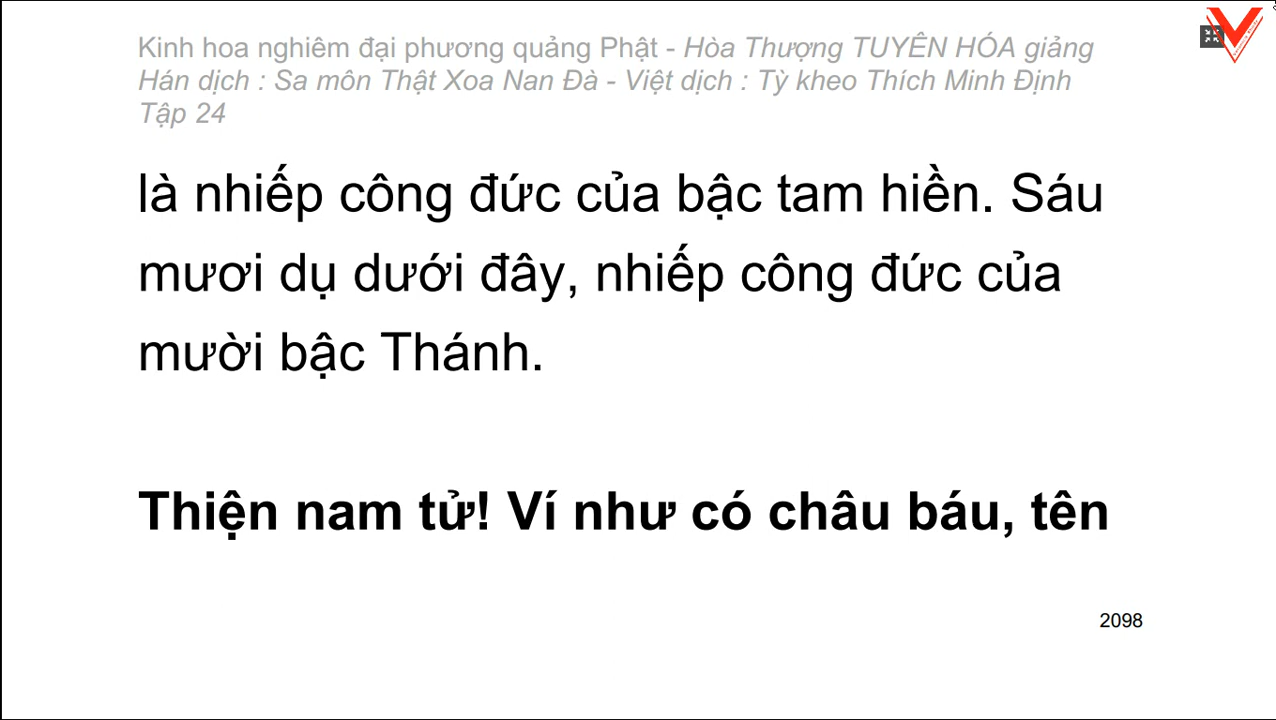 Kinh hoa nghiêm đại phương quảng Phật - Hòa Thượng TUYÊN HÓA giảng
Hán dịch : Sa môn Thật Xoa Nan Đà - Việt dịch : Tỳ kheo Thích Minh Định
Tập 24
là nhiếp công đức của bậc tam hiền. Sáu
mươi dụ dưới đây, nhiếp công đức của
mười bậc Thánh.
Thiện nam tử! Ví như có châu báu, tên
2098